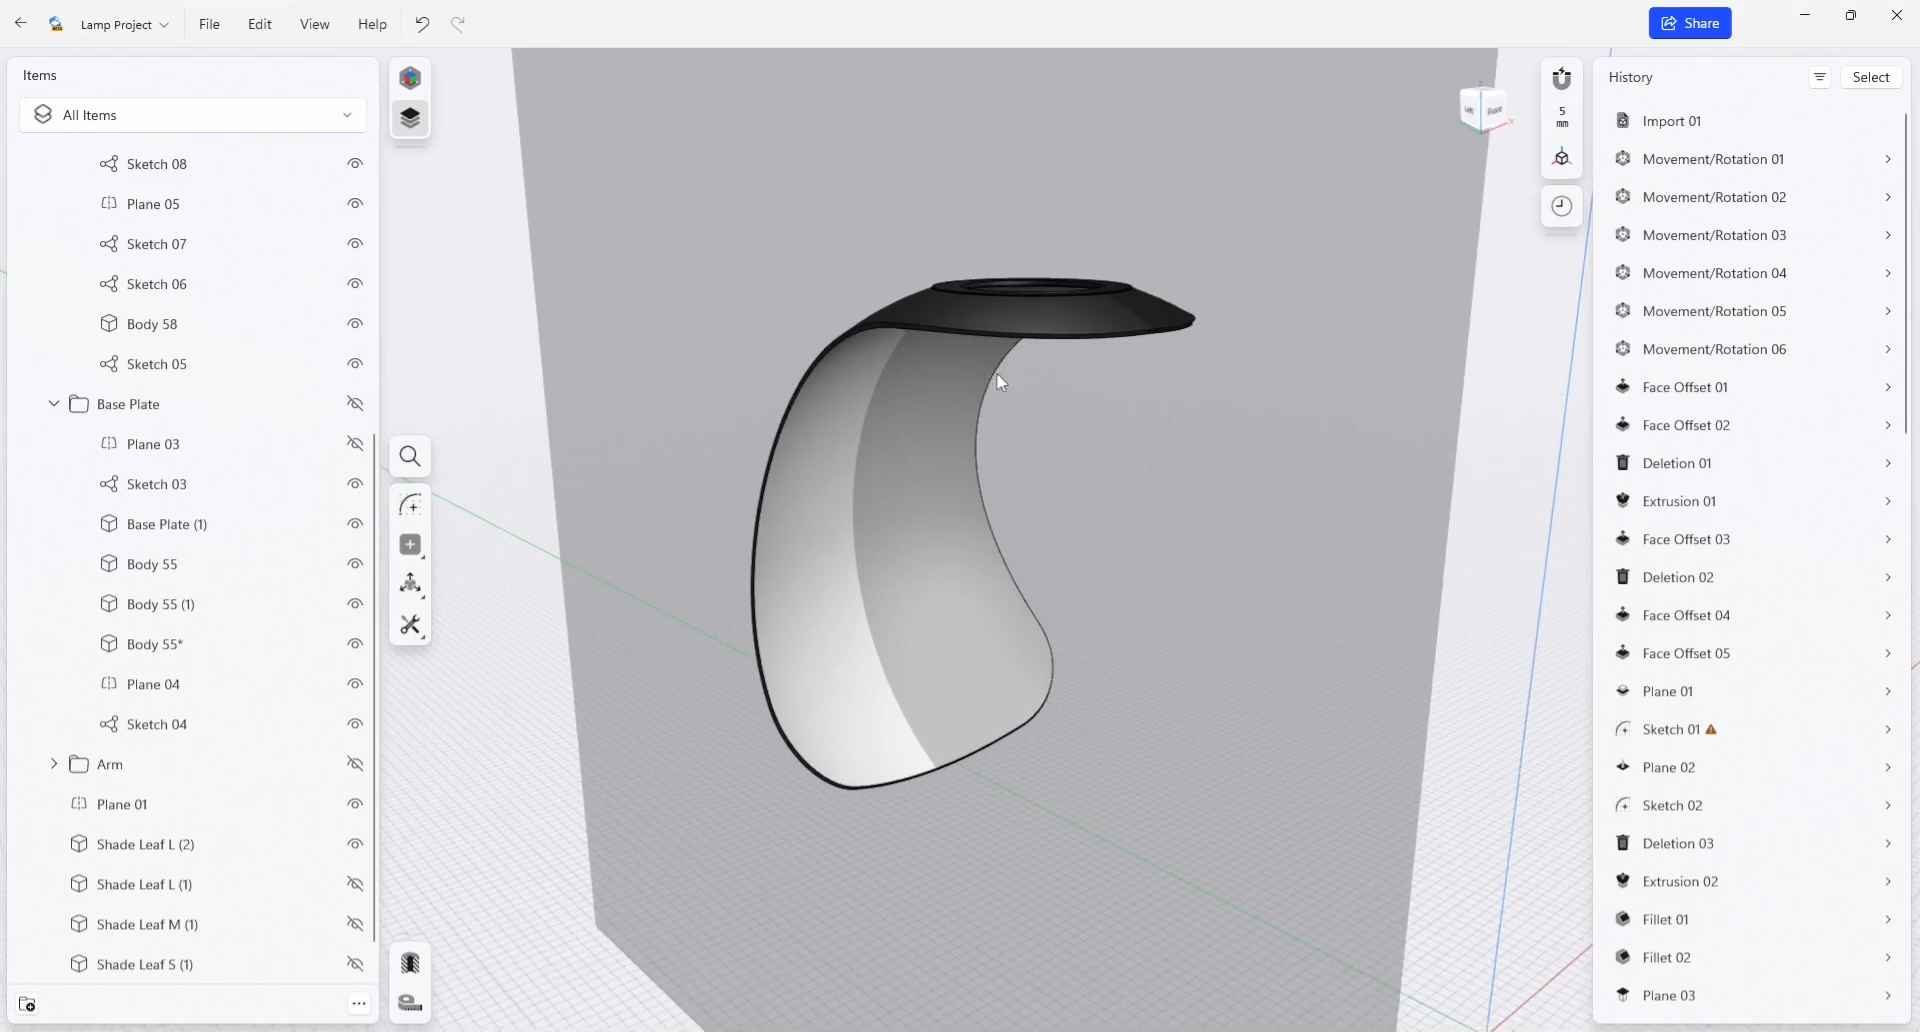 Lamp Project
File
Edit
View
Help
Share
Items
All Items
Sketch 08
Plane 05
Sketch 07
Sketch 06
Body 58
Sketch 05
Base Plate
Plane 03
Sketch 03
Base Plate (1)
Body 55
Body 55 (1)
Body 55*
Plane 04
Sketch 04
Arm
Plane 01
Shade Leaf L (2)
Shade Leaf L (1)
Shade Leaf M (1)
Shade Leaf S (1)
Z
Left
Front
X
5
mm
History
Select
Import 01
Movement/Rotation 01
Movement/Rotation 02
Movement/Rotation 03
Movement/Rotation 04
Movement/Rotation 05
Movement/Rotation 06
Face Offset 01
Face Offset 02
Deletion 01
Extrusion 01
Face Offset 03
Deletion 02
Face Offset 04
Face Offset 05
Plane 01
Sketch 01
Plane 02
Sketch 02
Deletion 03
Extrusion 02
Fillet 01
Fillet 02
Plane 03